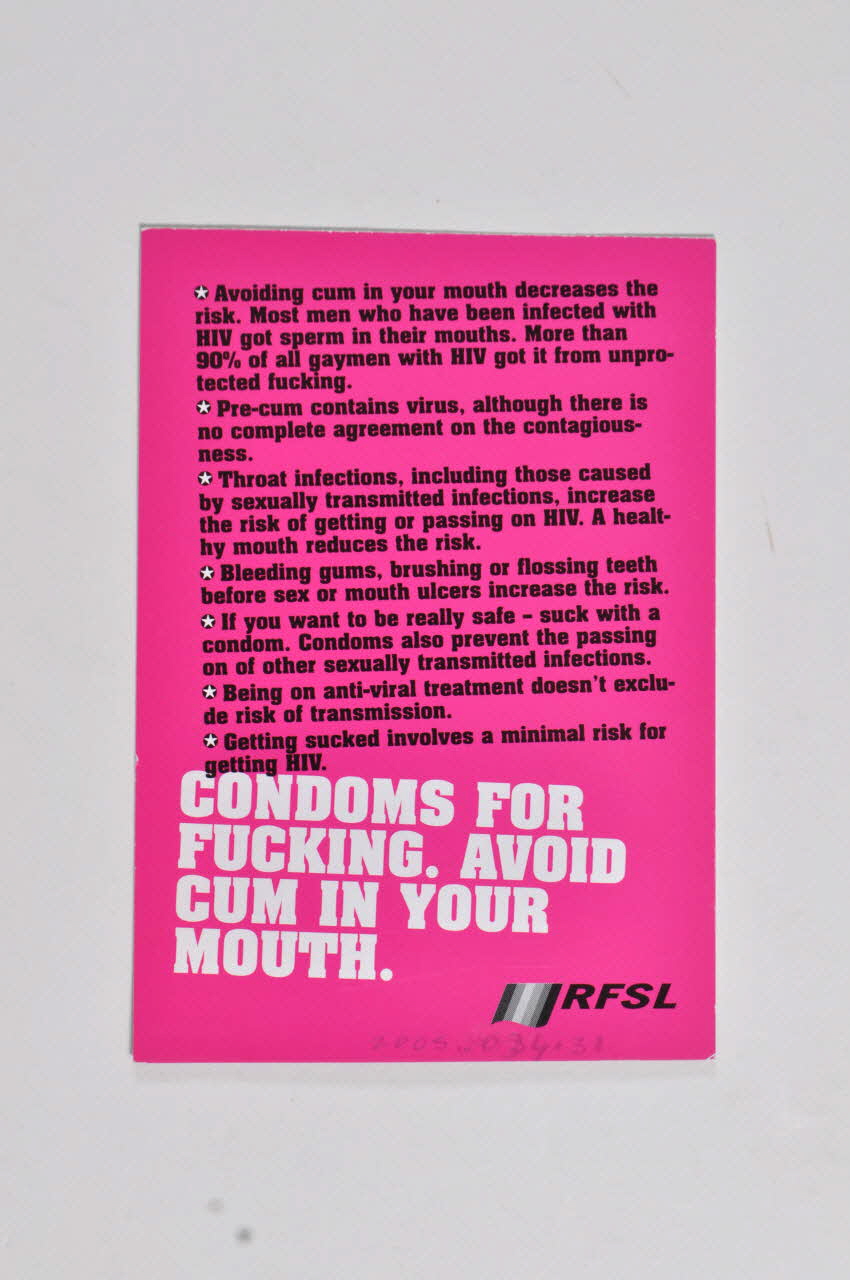 Avoiding cum in your mouth decreases the
risk. Most men who have been infected with
HIV got sperm in their mouths. More than
90% of all gaymen with HIV got it from unpro-
tected fucking.
Pre-cum contains virus, although there is
no complete agreement on the contagious-
ness.
Throat infections, including those caused
by sexually transmitted infections, increase
the risk of getting or passing on HIV. A healt-
hy mouth reduces the risk.
Bleeding gums, brushing or flossing teeth
before sex or mouth ulcers increase the risk.
If you want to be really safe – suck with a
condom. Condoms also prevent the passing
on of other sexually transmitted infections.
Being on anti-viral treatment doesn't exclu-
de risk of transmission.
Getting sucked involves a minimal risk for
getting HIV.
CONDOMS FOR
FUCKING. AVOID
CUM IN YOUR
MOUTH.
RFSL